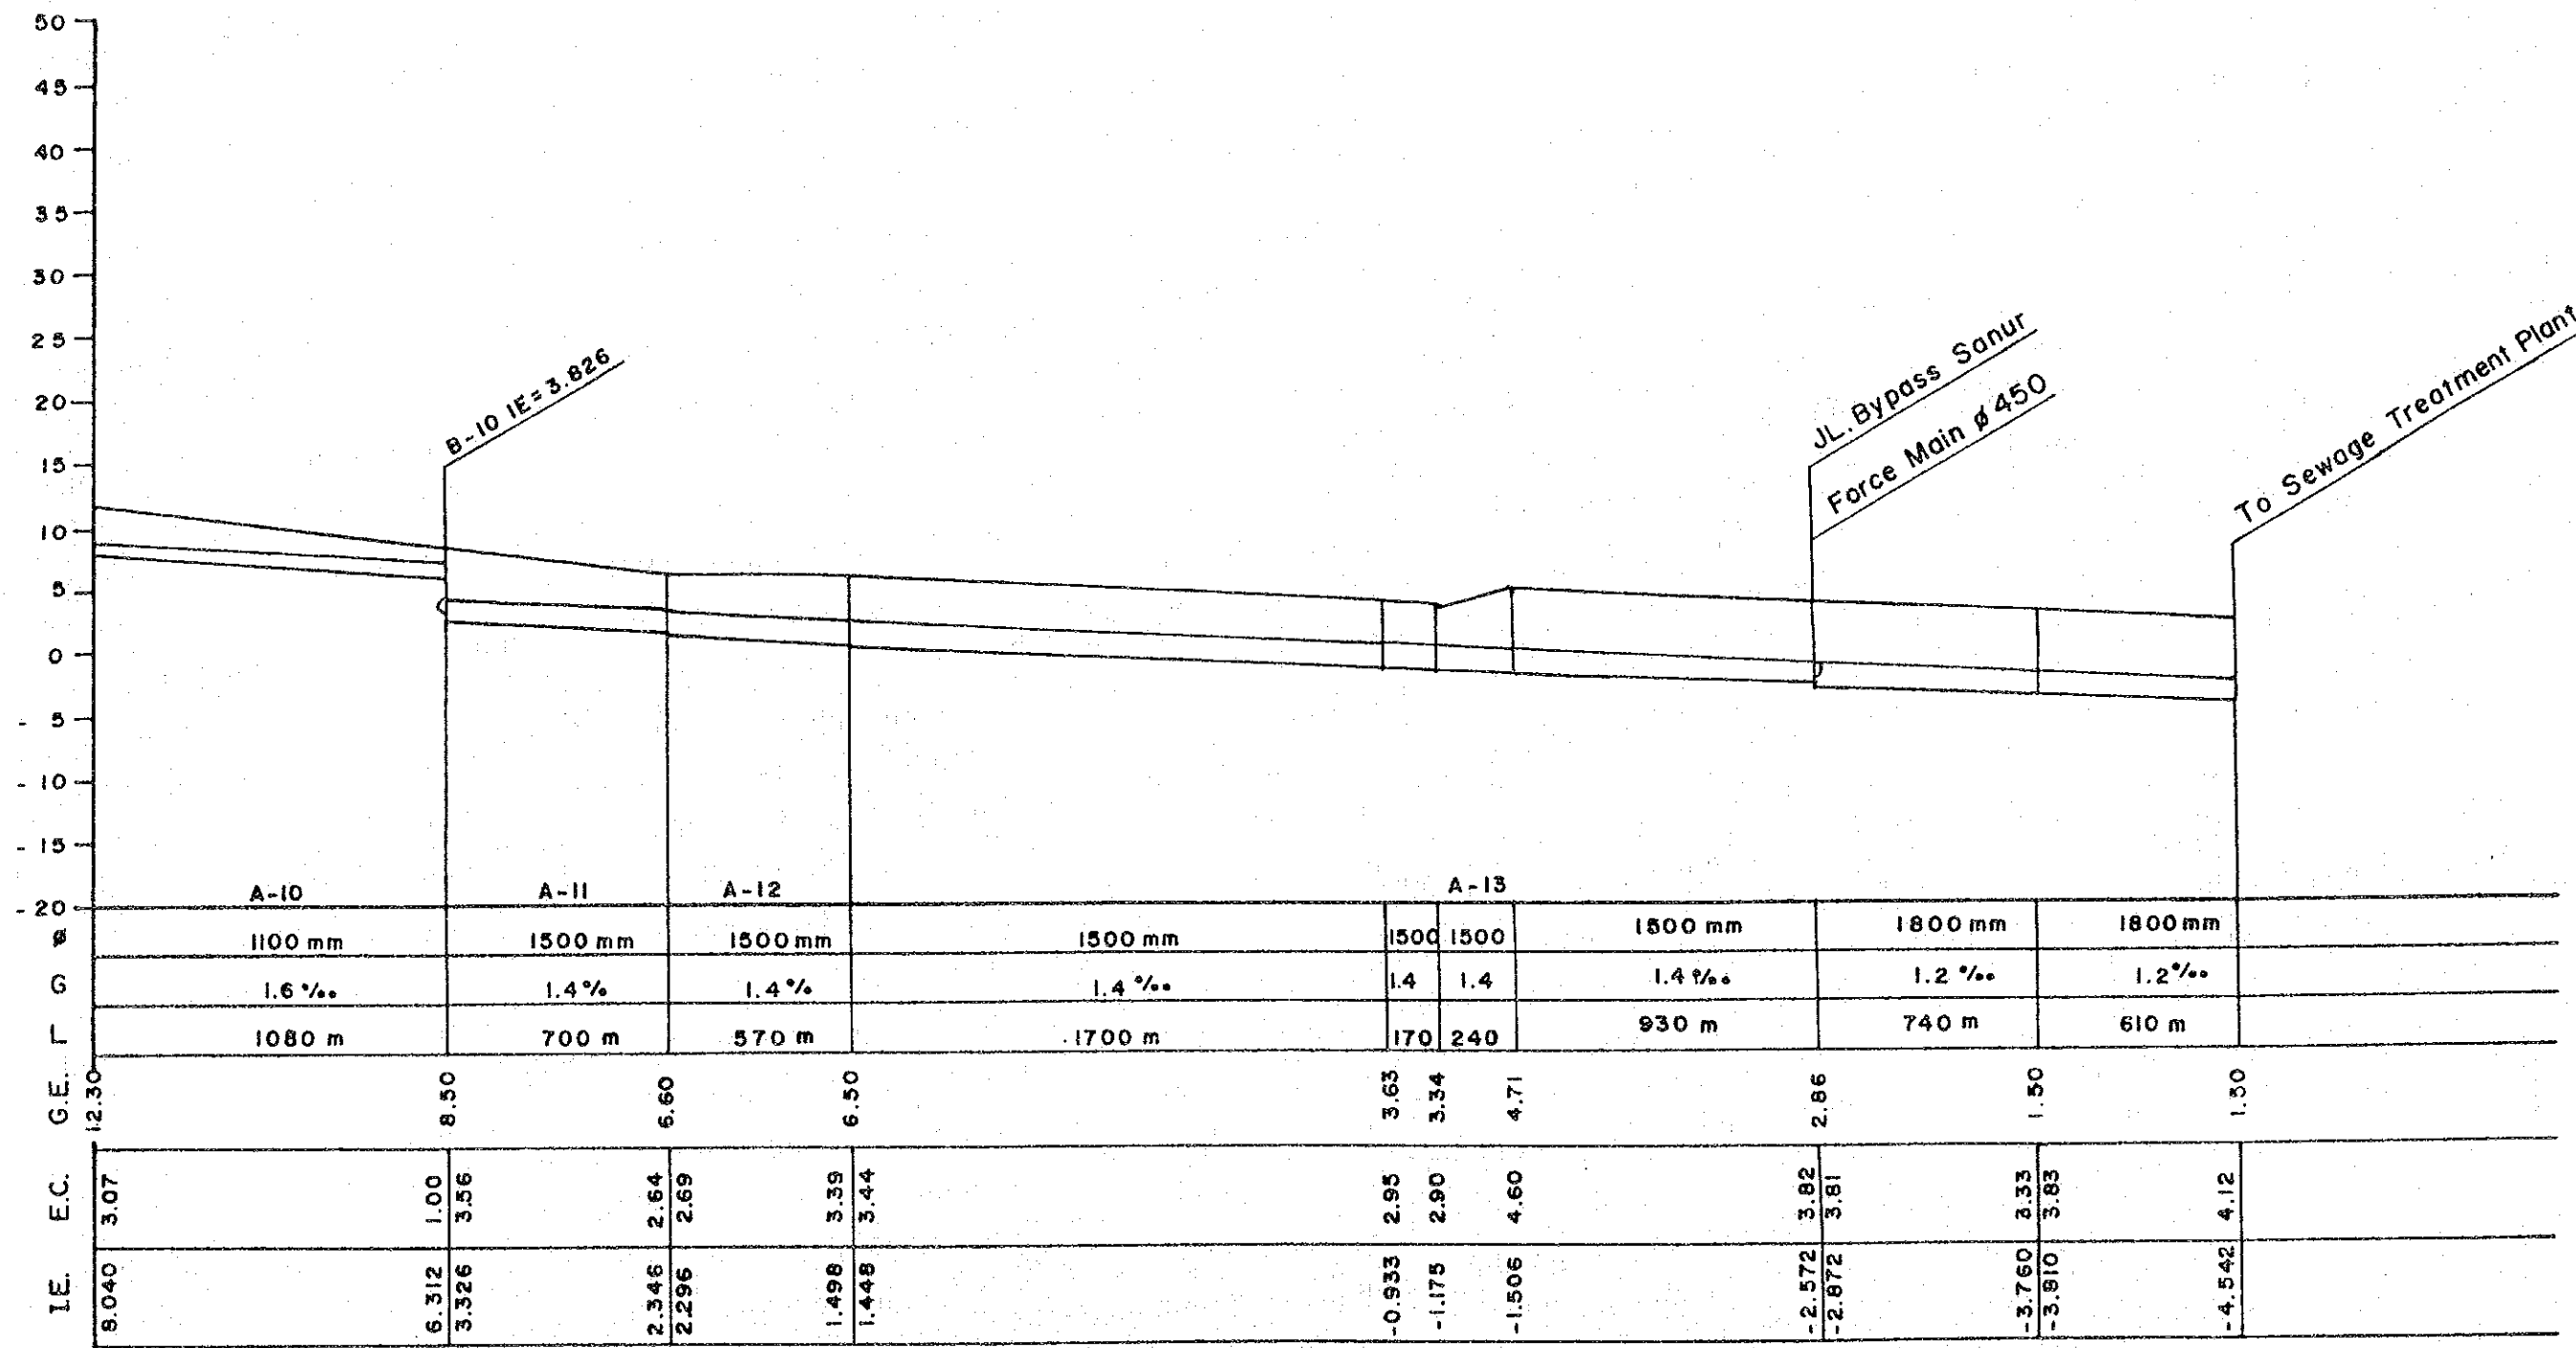 50
45
40
35
30
25
20
15
10
5
0
- 5
- 10
- 15
- 20
B-10 IE=3.826
JL. Bypass Sanur
Force Main ø 450
To Sewage Treatment Plant
A-10 A-11 A-12 A-13
ø 1100 mm 1500 mm 1500 mm 1500 mm 1500 1500 1500 mm 1800 mm 1800 mm
G 1.6 ‰ 1.4 % 1.4 % 1.4 ‰ 1.4 1.4 1.4 ‰ 1.2 ‰ 1.2 ‰
L 1080 m 700 m 570 m 1700 m 170 240 930 m 740 m 610 m
G.E. 12.30 8.50 6.60 6.50 3.63 3.34 4.71 2.86 1.50 1.30
E.C. 3.07 1.00 3.56 2.64 2.69 3.39 3.44 2.95 2.90 4.60 3.82 3.81 3.33 3.83 4.12
I.E. 8.040 6.312 3.326 2.346 2.296 1.498 1.448 -0.933 -1.175 -1.506 -2.572 -2.872 -3.760 -3.810 -4.542